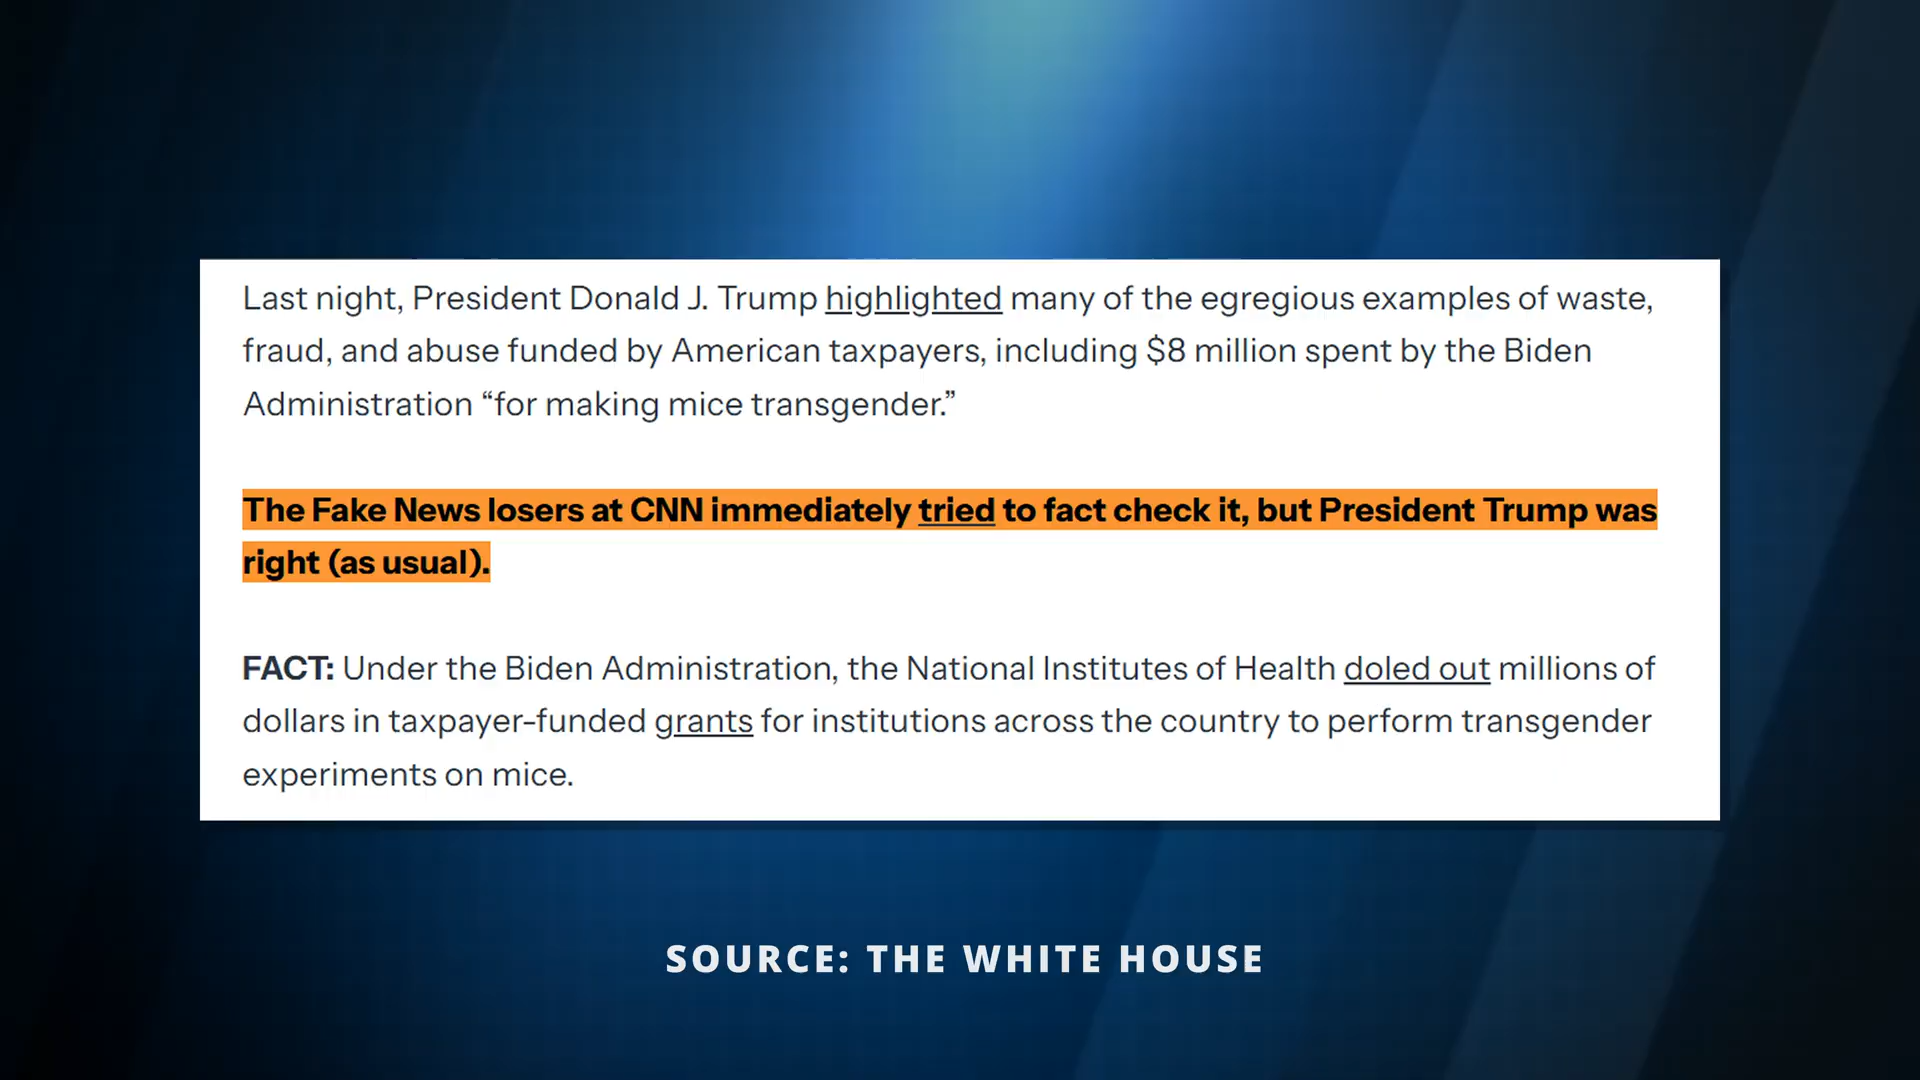 Last night, President Donald J. Trump highlighted many of the egregious examples of waste,
fraud, and abuse funded by American taxpayers, including $8 million spent by the Biden
Administration “for making mice transgender.”
The Fake News losers at CNN immediately tried to fact check it, but President Trump was
right (as usual).
FACT: Under the Biden Administration, the National Institutes of Health doled out millions of
dollars in taxpayer-funded grants for institutions across the country to perform transgender
experiments on mice.
SOURCE: THE WHITE HOUSE